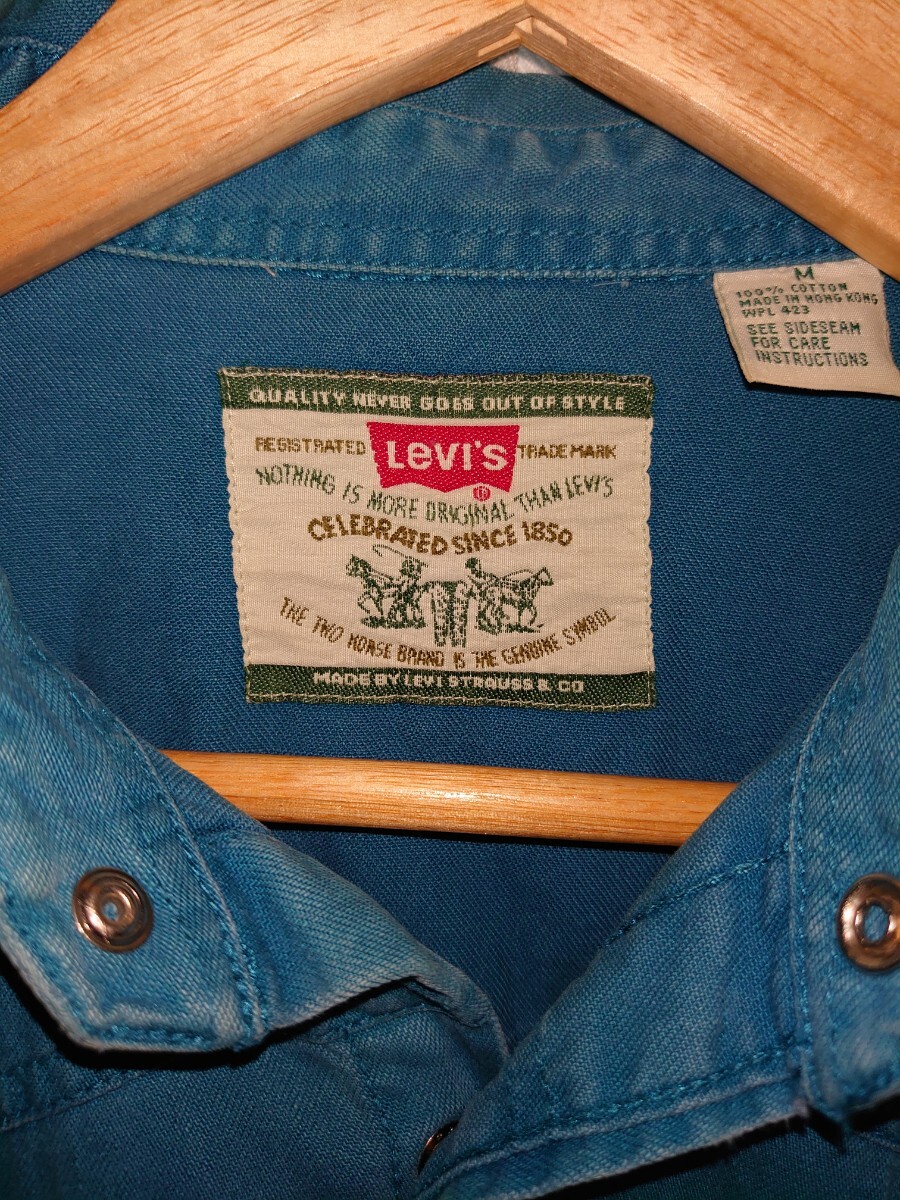 M
100% COTTON
MADE IN HONG KONG
WPL 423
SEE SIDESEAM
FOR CARE
INSTRUCTIONS
QUALITY NEVER GOES OUT OF STYLE
REGISTRATED LEVI'S TRADEMARK
®
NOTHING IS MORE ORIGINAL THAN LEVI'S
CELEBRATED SINCE 1850
THE TWO HORSE BRAND IS THE GENUINE SYMBOL
MADE BY LEVI STRAUSS & CO